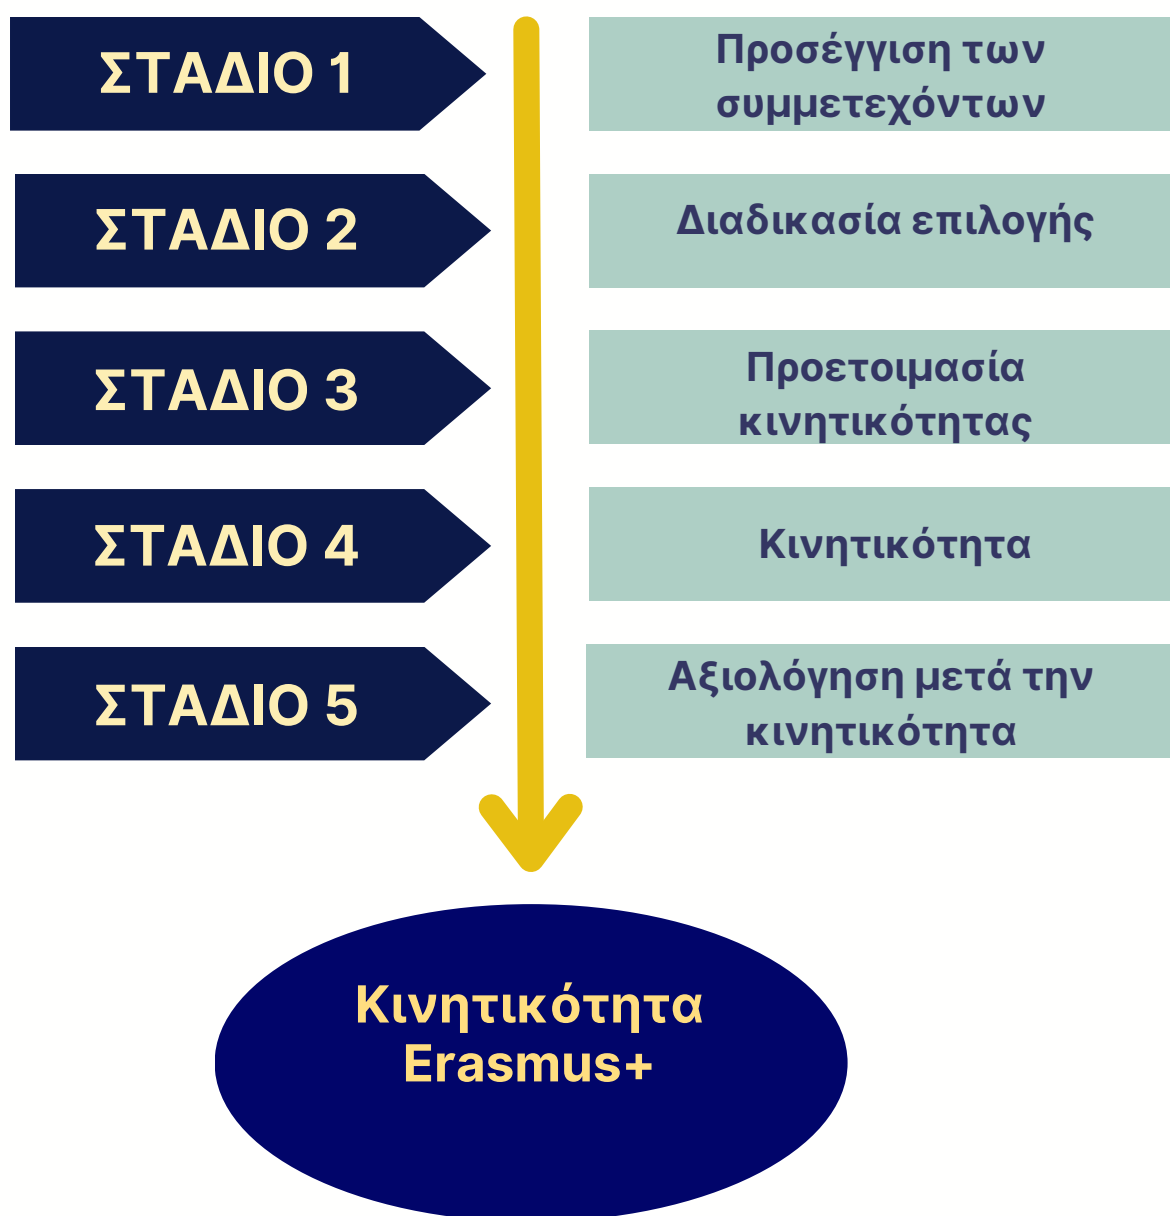 ΣΤΑΔΙΟ 1
Προσέγγιση των
συμμετεχόντων
ΣΤΑΔΙΟ 2
Διαδικασία επιλογής
ΣΤΑΔΙΟ 3
Προετοιμασία
κινητικότητας
ΣΤΑΔΙΟ 4
Κινητικότητα
ΣΤΑΔΙΟ 5
Αξιολόγηση μετά την
κινητικότητα
Κινητικότητα
Erasmus+